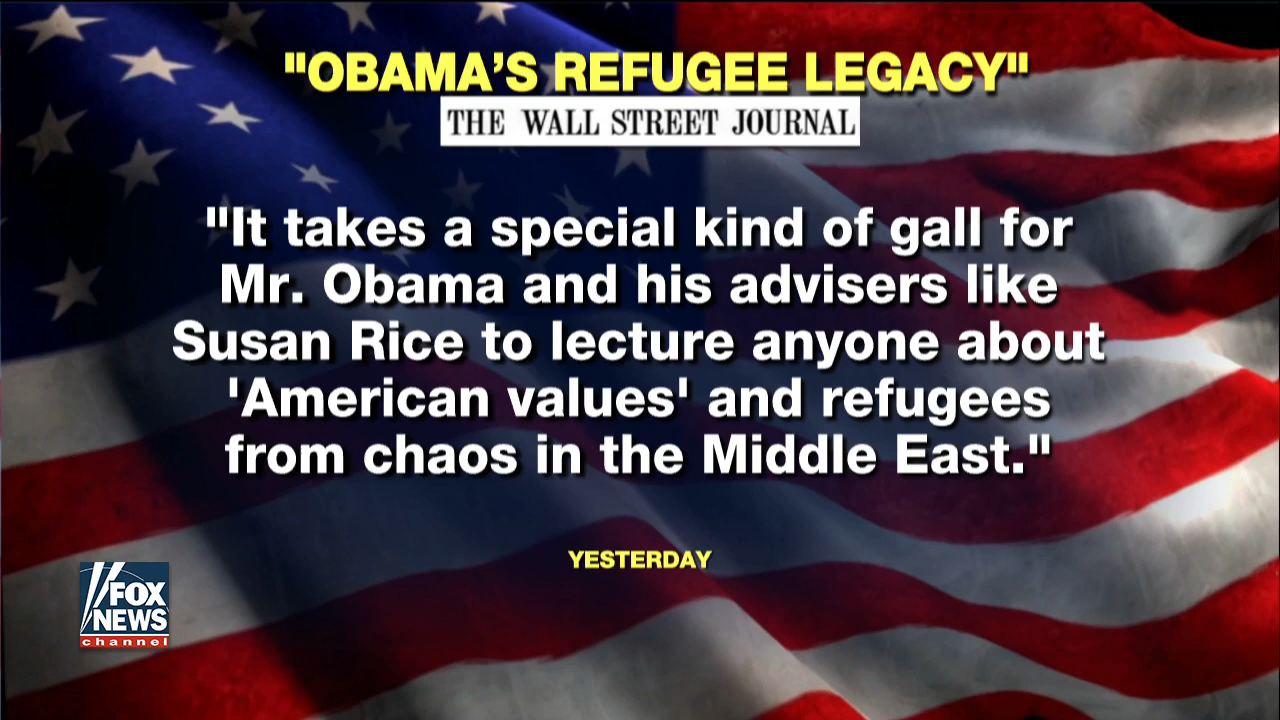 "OBAMA’S REFUGEE LEGACY"
THE WALL STREET JOURNAL
"It takes a special kind of gall for
Mr. Obama and his advisers like
Susan Rice to lecture anyone about
'American values' and refugees
from chaos in the Middle East."
YESTERDAY
FOX
NEWS
channel